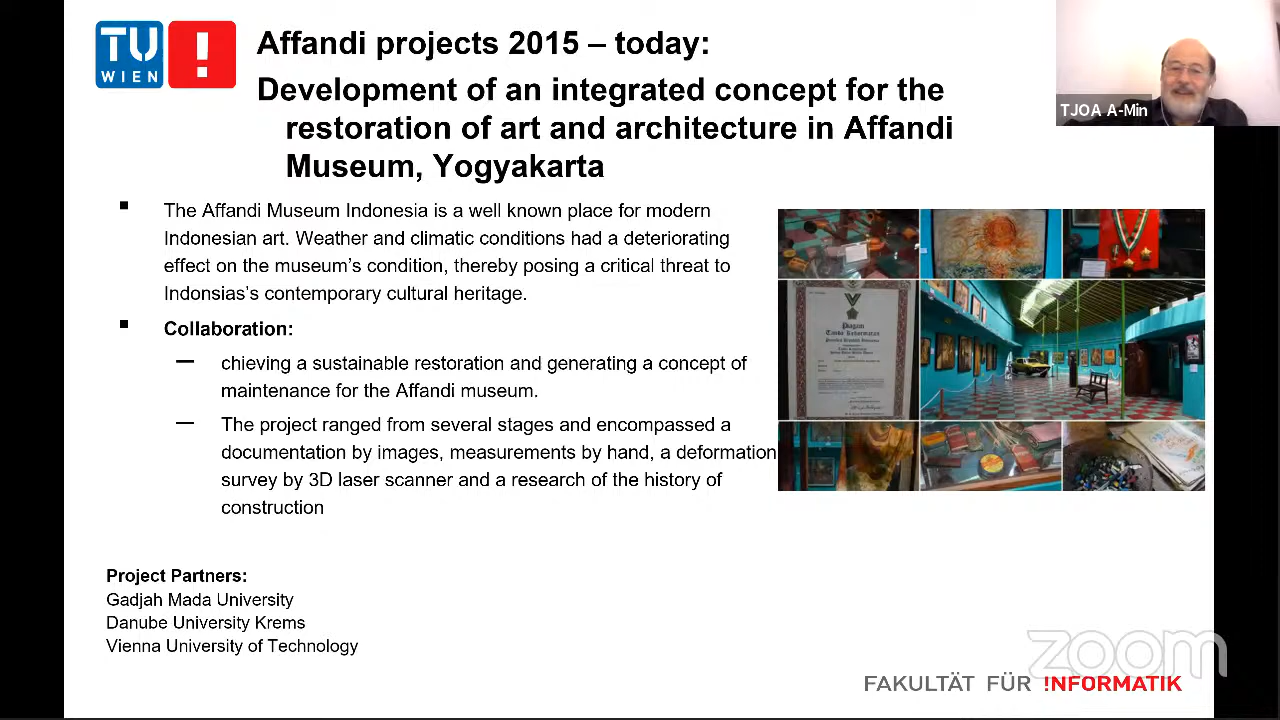 TU
WIEN
!
Affandi projects 2015 – today:
Development of an integrated concept for the
restoration of art and architecture in Affandi
Museum, Yogyakarta
TJOA A-Min
The Affandi Museum Indonesia is a well known place for modern
Indonesian art. Weather and climatic conditions had a deteriorating
effect on the museum’s condition, thereby posing a critical threat to
Indonsias’s contemporary cultural heritage.
Collaboration:
chieving a sustainable restoration and generating a concept of
maintenance for the Affandi museum.
The project ranged from several stages and encompassed a
documentation by images, measurements by hand, a deformation
survey by 3D laser scanner and a research of the history of
construction
Piagam
Tanda Kehormatan
Project Partners:
Gadjah Mada University
Danube University Krems
Vienna University of Technology
zoom
FAKULTÄT FÜR !NFORMATIK